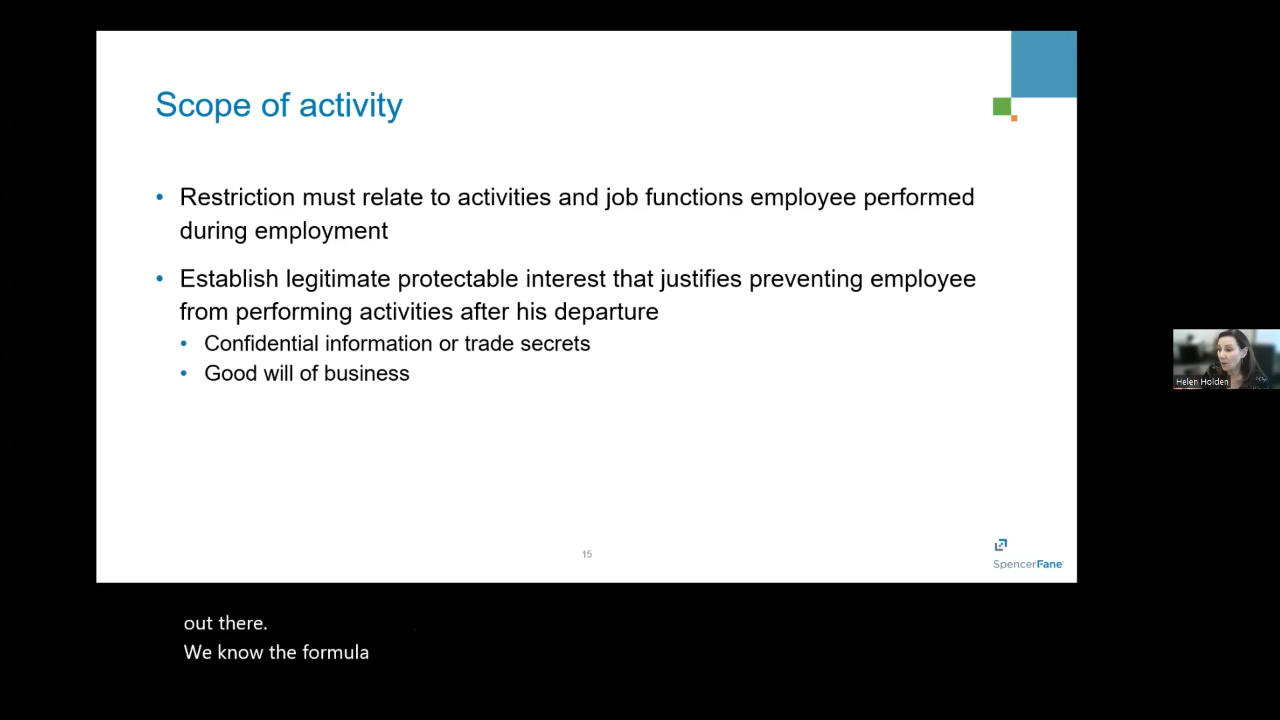 Scope of activity
• Restriction must relate to activities and job functions employee performed
during employment
• Establish legitimate protectable interest that justifies preventing employee
from performing activities after his departure
• Confidential information or trade secrets
• Good will of business
Helen Holden
15
SpencerFane
out there.
We know the formula